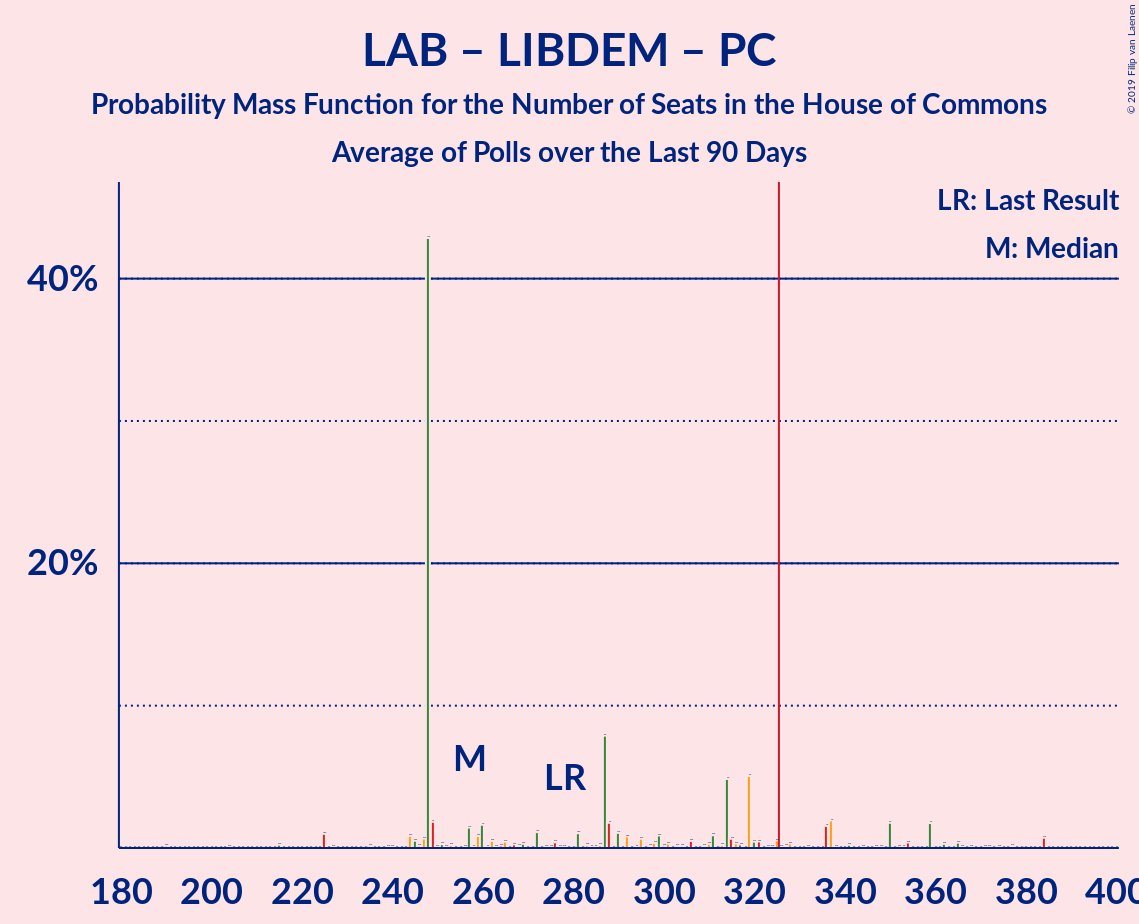 LAB – LIBDEM – PC
Probability Mass Function for the Number of Seats in the House of Commons
Average of Polls over the Last 90 Days
© 2019 Filip van Laenen
LR: Last Result
M: Median
40%
20%
M
LR
180 200 220 240 260 280 300 320 340 360 380 400